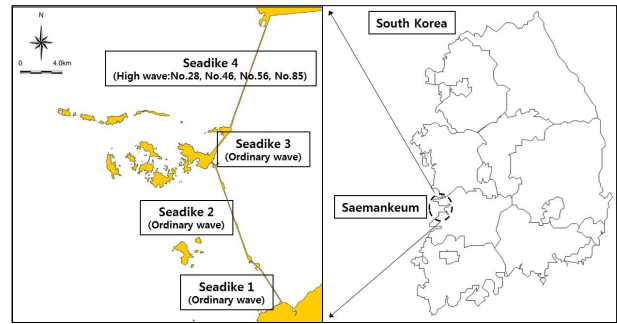 N
0 4.0km
Seadike 4
(High wave:No.28, No.46, No.56, No.85)
Seadike 3
(Ordinary wave)
Seadike 2
(Ordinary wave)
Seadike 1
(Ordinary wave)
South Korea
Saemankeum